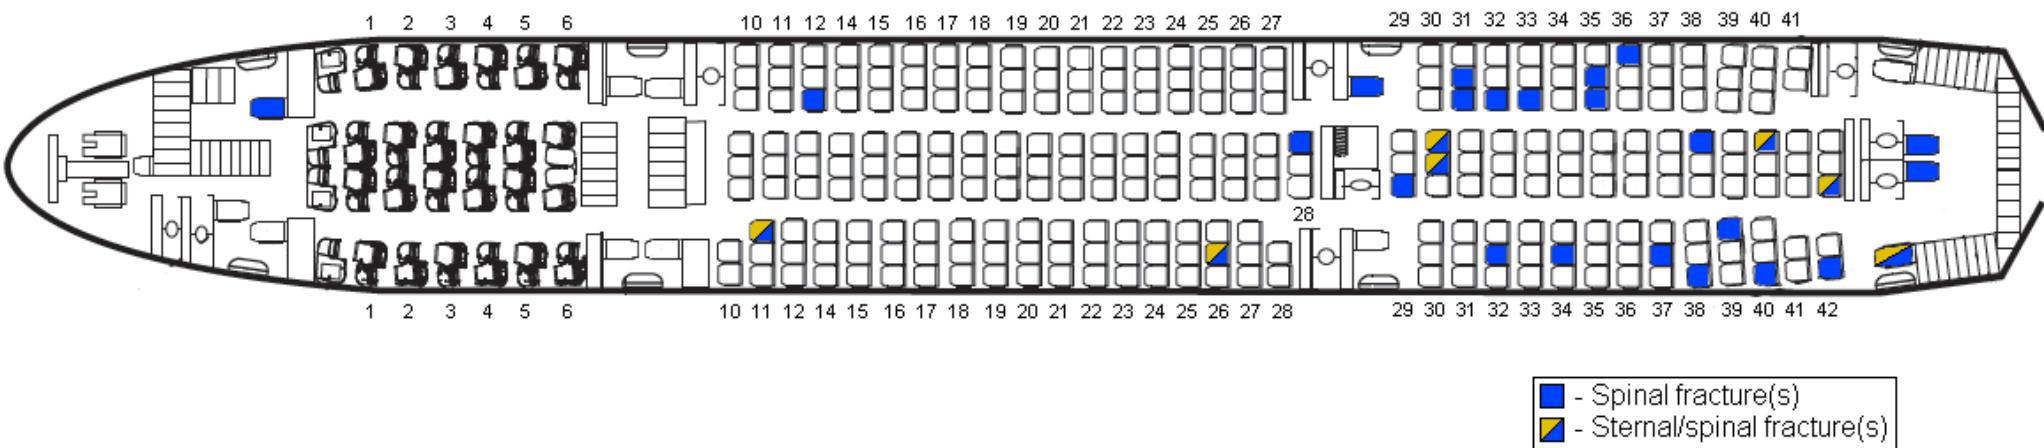 1 2 3 4 5 6 10 11 12 14 15 16 17 18 19 20 21 22 23 24 25 26 27 29 30 31 32 33 34 35 36 37 38 39 40 41
28
1 2 3 4 5 6 10 11 12 14 15 16 17 18 19 20 21 22 23 24 25 26 27 28 29 30 31 32 33 34 35 36 37 38 39 40 41 42
- Spinal fracture(s)
- Sternal/spinal fracture(s)